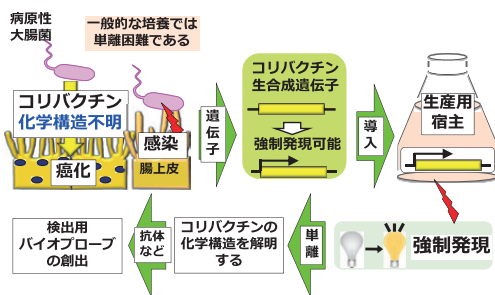 病原性
大腸菌
一般的な培養では
単離困難である
コリバクチン
化学構造不明
癌化
感染
腸上皮
遺伝子
コリバクチン
生合成遺伝子
強制発現可能
導入
生産用
宿主
強制発現
単離
コリバクチンの
化学構造を解明
する
抗体
など
検出用
バイオプローブ
の創出